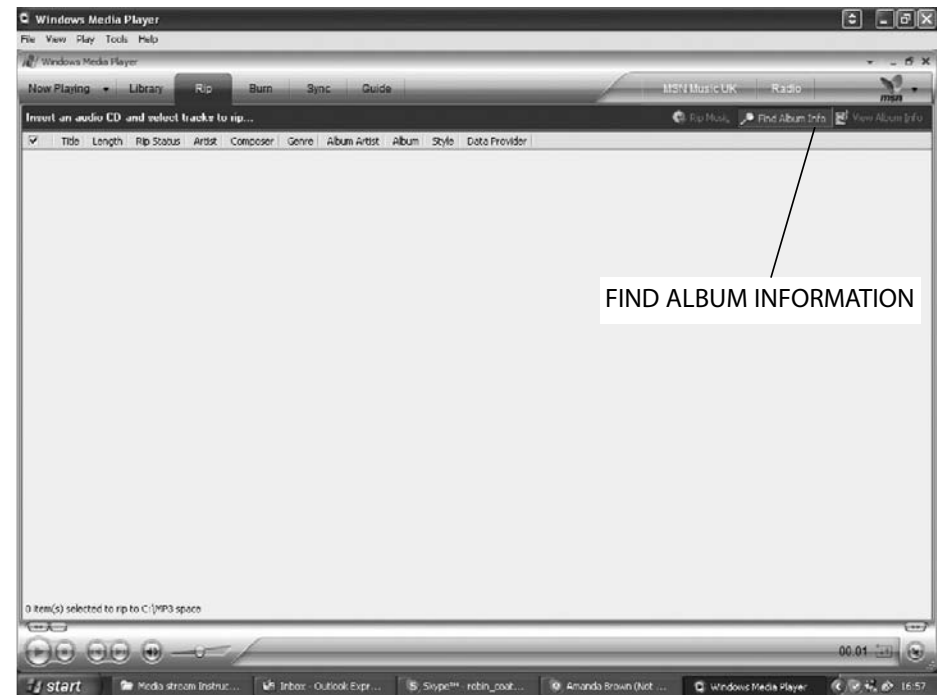 Windows Media Player
File View Play Tools Help
Windows Media Player
Now Playing Library Rip Burn Sync Guide MSN Music UK Radio msn
Insert an audio CD and select tracks to rip... Rip Music Find Album Info View Album Info
Title Length Rip Status Artist Composer Genre Album Artist Album Style Data Provider
FIND ALBUM INFORMATION
0 item(s) selected to rip to C:\MP3 space
00.01
start Media stream Instruc... Inbox - Outlook Expr... Skype™ - robin_coat... Amanda Brown (Not ... Windows Media Player 16:57